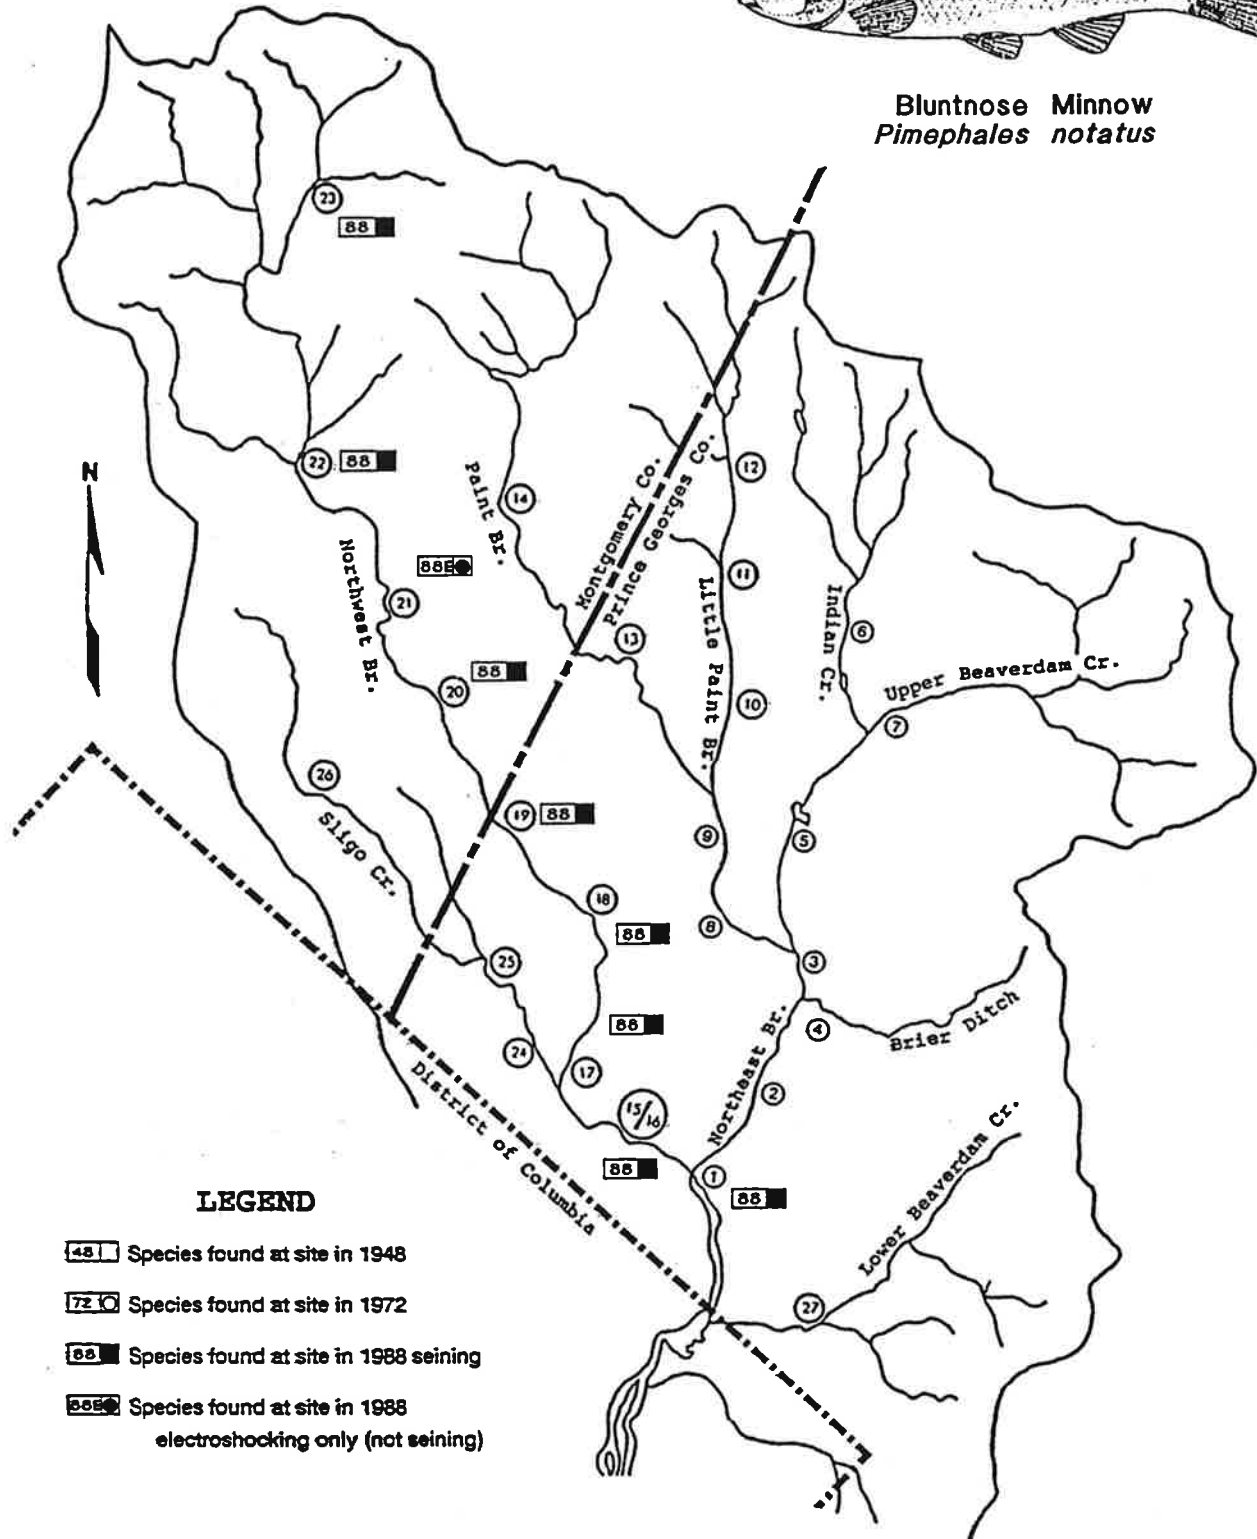 Bluntnose Minnow
Pimephales notatus
23
88
N
22
88
Paint Br.
14
Montgomery Co.
Prince Georges Co.
12
Northwest Br.
88E
21
Little Paint Br.
11
Indian Cr.
6
13
20
88
10
Upper Beaverdam Cr.
7
26
Sligo Cr.
19
88
9
5
18
88
8
25
3
88
4
Brier Ditch
24
17
Northeast Br.
2
15/16
District of Columbia
88
1
88
Lower Beaverdam Cr.
27
LEGEND
48 Species found at site in 1948
72 Species found at site in 1972
88 Species found at site in 1988 seining
88E Species found at site in 1988
electroshocking only (not seining)